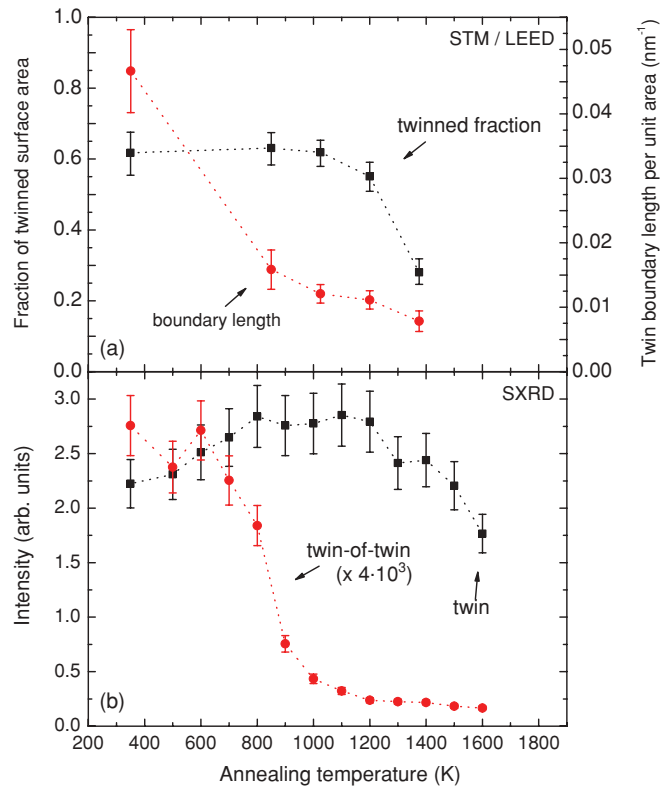 STM / LEED
1.0
0.8
0.6
0.4
0.2
0.0
Fraction of twinned surface area
0.05
0.04
0.03
0.02
0.01
0.00
Twin boundary length per unit area (nm⁻¹)
twinned fraction
boundary length
(a)
SXRD
3.0
2.5
2.0
1.5
1.0
0.5
0.0
Intensity (arb. units)
twin-of-twin
(x 4·10³)
twin
(b)
200 400 600 800 1000 1200 1400 1600 1800
Annealing temperature (K)